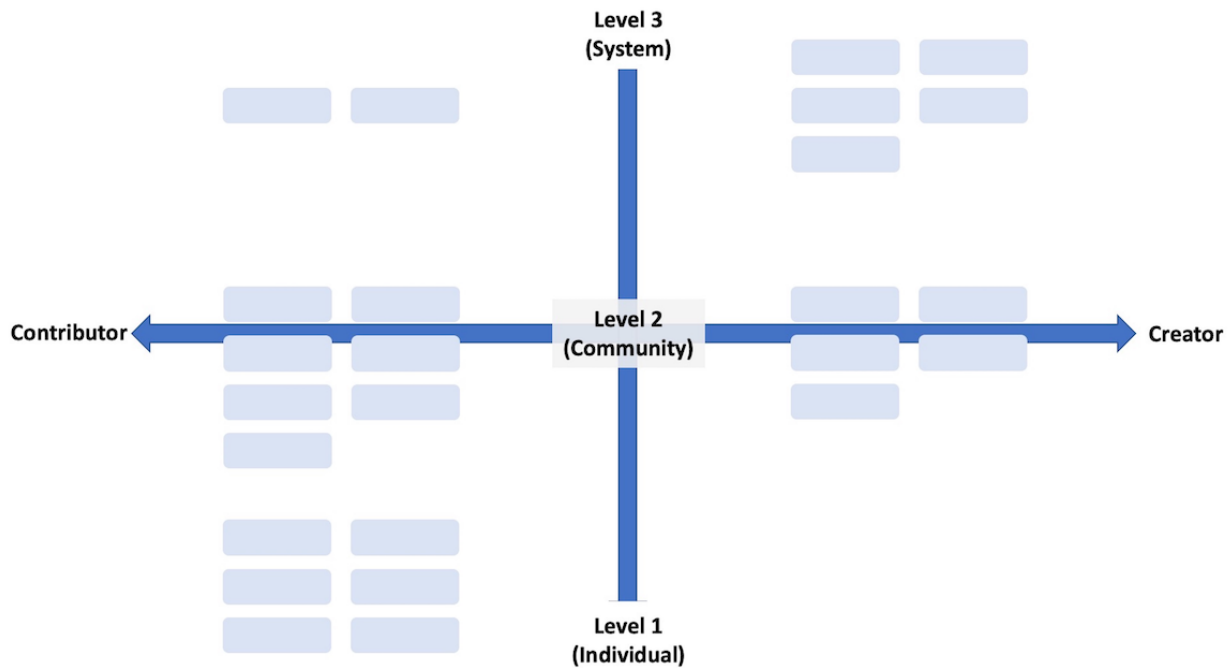 Level 3
(System)
Contributor
Level 2
(Community)
Creator
Level 1
(Individual)